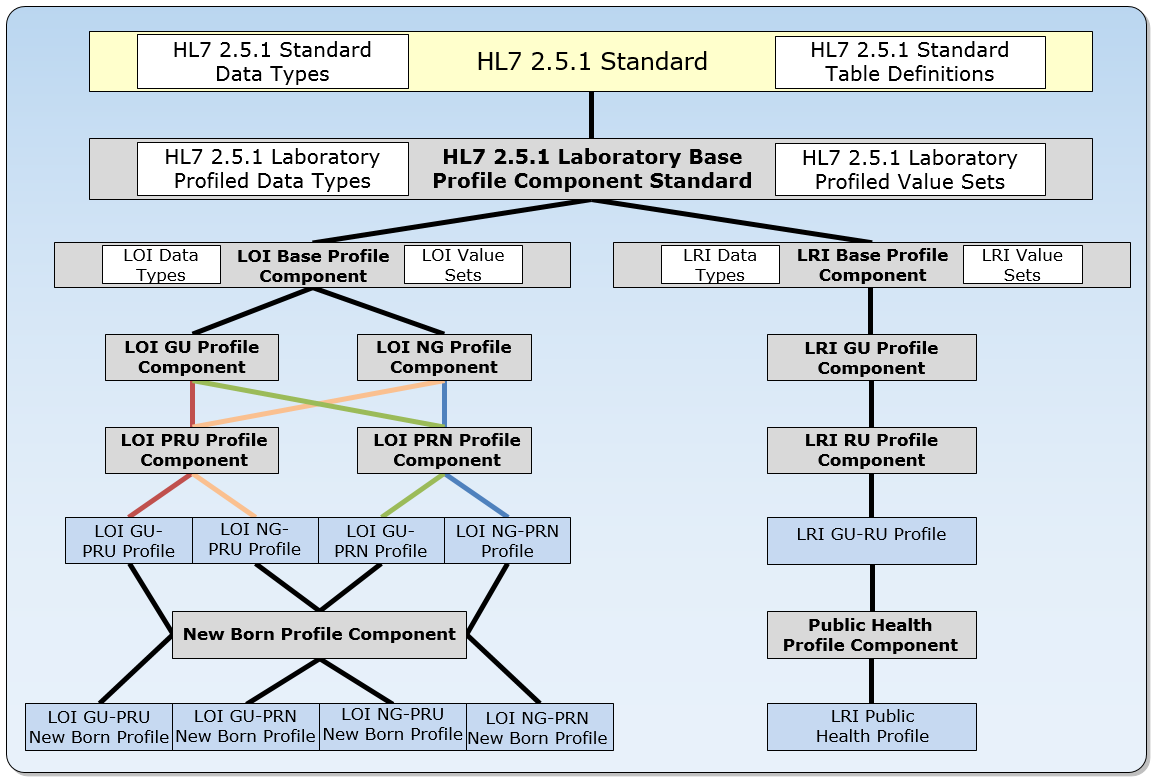 HL7 2.5.1 Standard
Data Types
HL7 2.5.1 Standard
HL7 2.5.1 Standard
Table Definitions
HL7 2.5.1 Laboratory
Profiled Data Types
HL7 2.5.1 Laboratory Base
Profile Component Standard
HL7 2.5.1 Laboratory
Profiled Value Sets
LOI Data
Types
LOI Base Profile
Component
LOI Value
Sets
LRI Data
Types
LRI Base Profile
Component
LRI Value
Sets
LOI GU Profile
Component
LOI NG Profile
Component
LRI GU Profile
Component
LOI PRU Profile
Component
LOI PRN Profile
Component
LRI RU Profile
Component
LOI GU-
PRU Profile
LOI NG-
PRU Profile
LOI GU-
PRN Profile
LOI NG-PRN
Profile
LRI GU-RU Profile
New Born Profile Component
Public Health
Profile Component
LOI GU-PRU
New Born Profile
LOI GU-PRN
New Born Profile
LOI NG-PRU
New Born Profile
LOI NG-PRN
New Born Profile
LRI Public
Health Profile